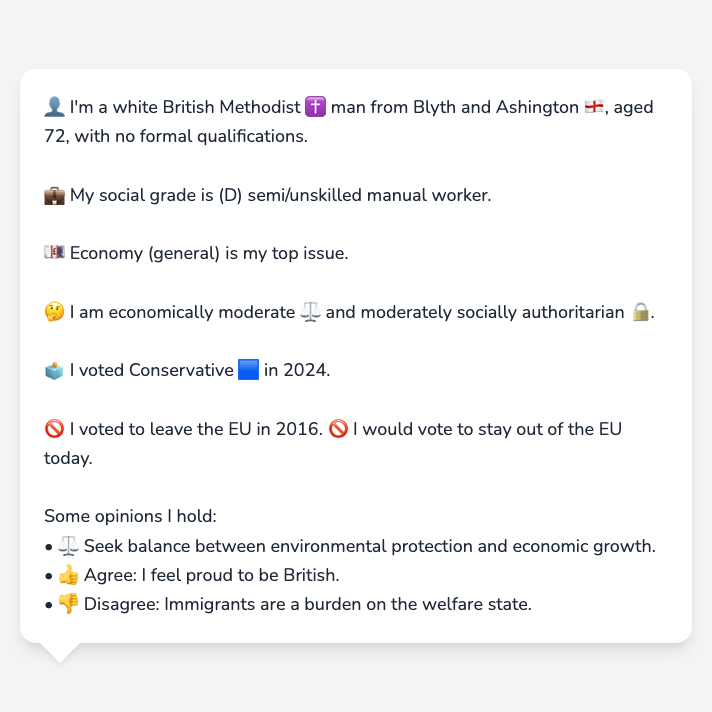 👤 I'm a white British Methodist ✝️ man from Blyth and Ashington 🏴󠁧󠁢󠁥󠁮󠁧󠁿, aged
72, with no formal qualifications.
💼 My social grade is (D) semi/unskilled manual worker.
💷 Economy (general) is my top issue.
🤔 I am economically moderate ⚖️ and moderately socially authoritarian 🔒.
🗳️ I voted Conservative 🟦 in 2024.
🚫 I voted to leave the EU in 2016. 🚫 I would vote to stay out of the EU
today.
Some opinions I hold:
• ⚖️ Seek balance between environmental protection and economic growth.
• 👍 Agree: I feel proud to be British.
• 👎 Disagree: Immigrants are a burden on the welfare state.